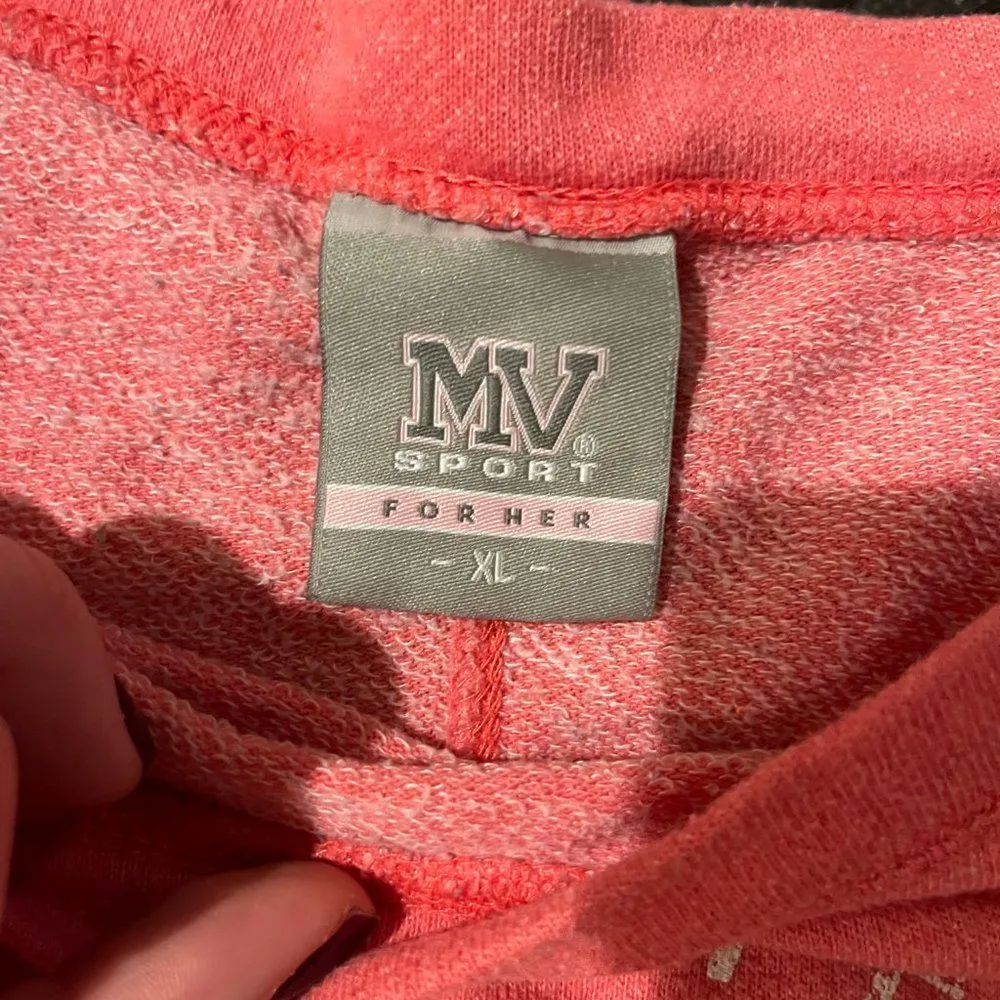 MV®
SPORT
FOR HER
- XL -